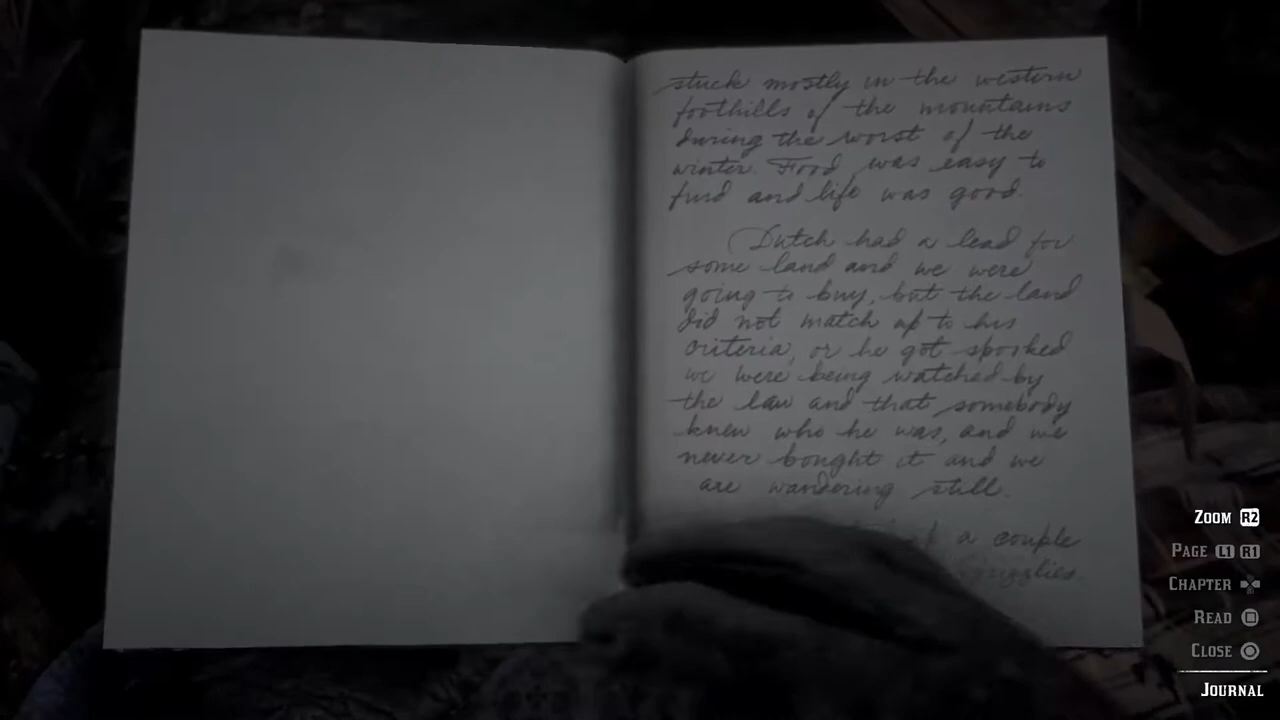 stuck mostly in the western
foothills of the mountains
during the worst of the
winter. Food was easy to
find and life was good.
Dutch had a lead for
some land and we were
going to buy, but the land
did not match up to his
criteria, or he got spooked
we were being watched by
the law and that somebody
knew who he was, and we
never bought it and we
are wandering still.
a couple
grizzlies.
ZOOM R2
PAGE L1 R1
CHAPTER
READ
CLOSE
JOURNAL